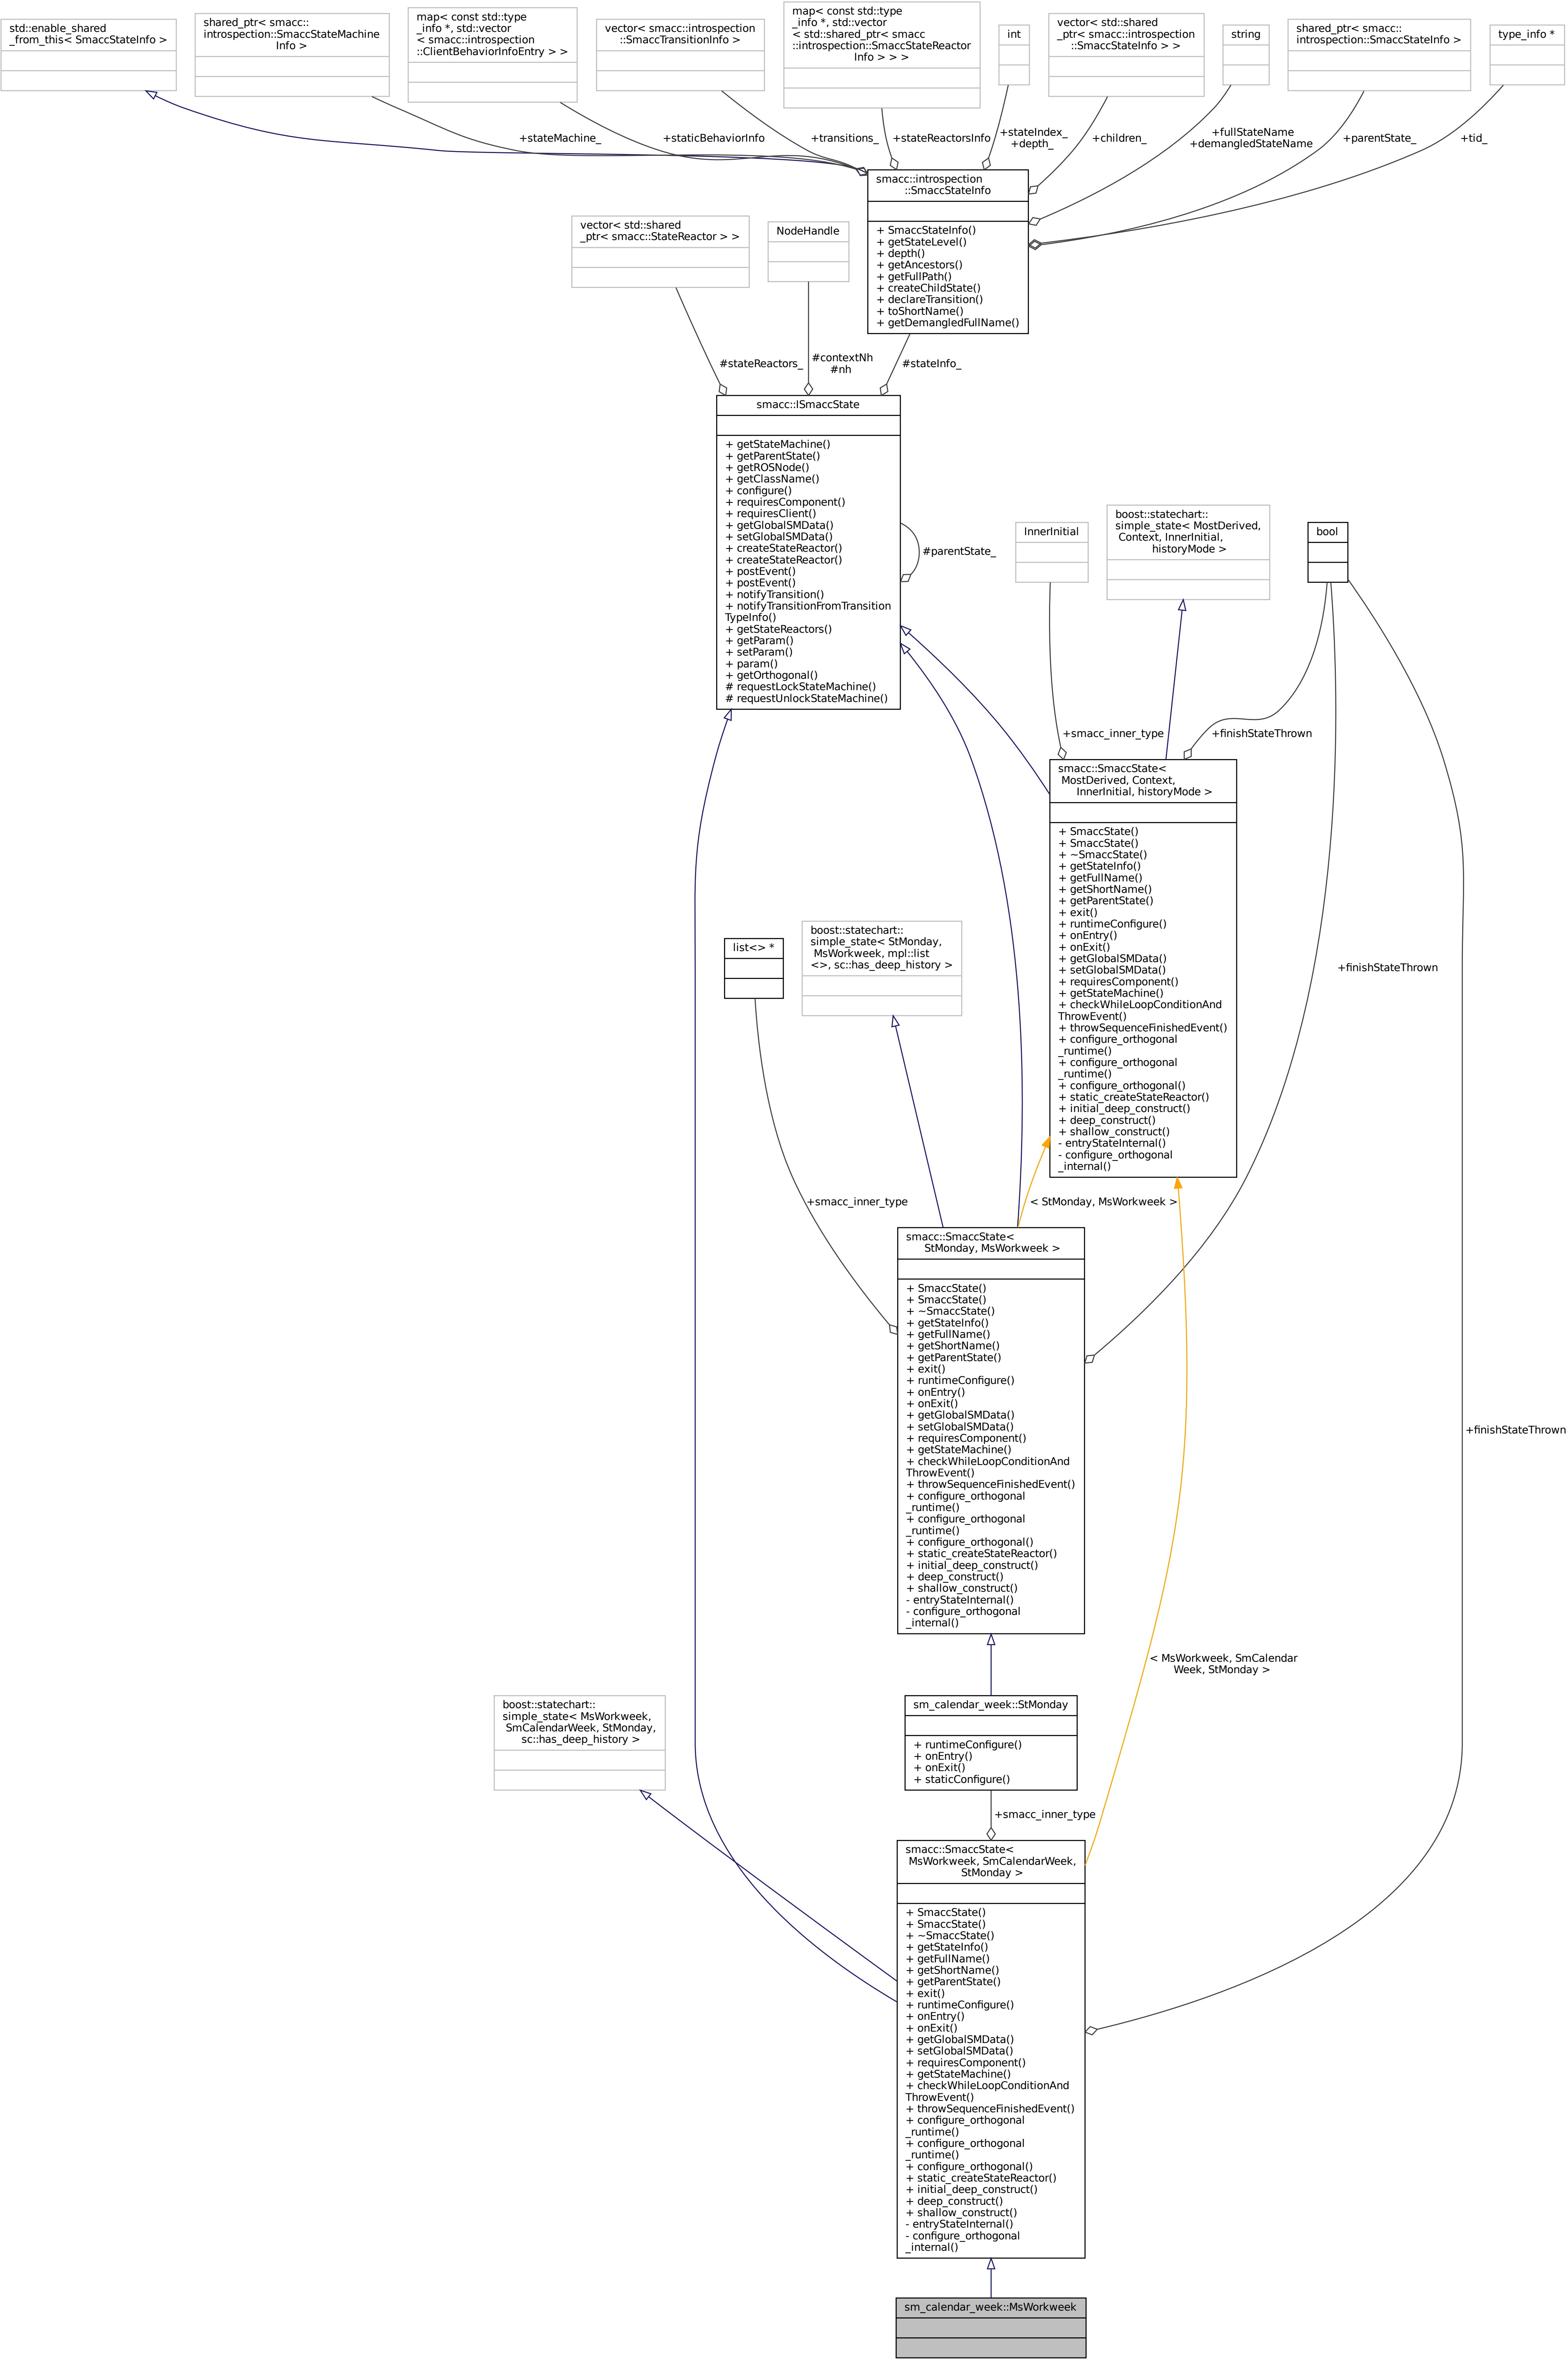 std::enable_shared
_from_this< SmaccStateInfo >
shared_ptr< smacc::
introspection::SmaccStateMachine
Info >
map< const std::type
_info *, std::vector
< smacc::introspection
::ClientBehaviorInfoEntry > >
vector< smacc::introspection
::SmaccTransitionInfo >
map< const std::type
_info *, std::vector
< std::shared_ptr< smacc
::introspection::SmaccStateReactor
Info > > >
int
vector< std::shared
_ptr< smacc::introspection
::SmaccStateInfo > >
string
shared_ptr< smacc::
introspection::SmaccStateInfo >
type_info *
+stateMachine_
+staticBehaviorInfo
+transitions_
+stateReactorsInfo
+stateIndex_
+depth_
+children_
+fullStateName
+demangledStateName
+parentState_
+tid_
smacc::introspection
::SmaccStateInfo
+ SmaccStateInfo()
+ getStateLevel()
+ depth()
+ getAncestors()
+ getFullPath()
+ createChildState()
+ declareTransition()
+ toShortName()
+ getDemangledFullName()
vector< std::shared
_ptr< smacc::StateReactor > >
NodeHandle
#stateReactors_
#contextNh
#nh
#stateInfo_
smacc::ISmaccState
+ getStateMachine()
+ getParentState()
+ getROSNode()
+ getClassName()
+ configure()
+ requiresComponent()
+ requiresClient()
+ getGlobalSMData()
+ setGlobalSMData()
+ createStateReactor()
+ createStateReactor()
+ postEvent()
+ postEvent()
+ notifyTransition()
+ notifyTransitionFromTransition
TypeInfo()
+ getStateReactors()
+ getParam()
+ setParam()
+ param()
+ getOrthogonal()
# requestLockStateMachine()
# requestUnlockStateMachine()
#parentState_
InnerInitial
boost::statechart::
simple_state< MostDerived,
Context, InnerInitial,
historyMode >
bool
+smacc_inner_type
+finishStateThrown
smacc::SmaccState<
MostDerived, Context,
InnerInitial, historyMode >
+ SmaccState()
+ SmaccState()
+ ~SmaccState()
+ getStateInfo()
+ getFullName()
+ getShortName()
+ getParentState()
+ exit()
+ runtimeConfigure()
+ onEntry()
+ onExit()
+ getGlobalSMData()
+ setGlobalSMData()
+ requiresComponent()
+ getStateMachine()
+ checkWhileLoopConditionAnd
ThrowEvent()
+ throwSequenceFinishedEvent()
+ configure_orthogonal
_runtime()
+ configure_orthogonal
_runtime()
+ configure_orthogonal()
+ static_createStateReactor()
+ initial_deep_construct()
+ deep_construct()
+ shallow_construct()
- entryStateInternal()
- configure_orthogonal
_internal()
list<> *
boost::statechart::
simple_state< StMonday,
MsWorkweek, mpl::list
<>, sc::has_deep_history >
+finishStateThrown
+smacc_inner_type
< StMonday, MsWorkweek >
smacc::SmaccState<
StMonday, MsWorkweek >
+ SmaccState()
+ SmaccState()
+ ~SmaccState()
+ getStateInfo()
+ getFullName()
+ getShortName()
+ getParentState()
+ exit()
+ runtimeConfigure()
+ onEntry()
+ onExit()
+ getGlobalSMData()
+ setGlobalSMData()
+ requiresComponent()
+ getStateMachine()
+ checkWhileLoopConditionAnd
ThrowEvent()
+ throwSequenceFinishedEvent()
+ configure_orthogonal
_runtime()
+ configure_orthogonal
_runtime()
+ configure_orthogonal()
+ static_createStateReactor()
+ initial_deep_construct()
+ deep_construct()
+ shallow_construct()
- entryStateInternal()
- configure_orthogonal
_internal()
+finishStateThrown
< MsWorkweek, SmCalendar
Week, StMonday >
boost::statechart::
simple_state< MsWorkweek,
SmCalendarWeek, StMonday,
sc::has_deep_history >
sm_calendar_week::StMonday
+ runtimeConfigure()
+ onEntry()
+ onExit()
+ staticConfigure()
+smacc_inner_type
smacc::SmaccState<
MsWorkweek, SmCalendarWeek,
StMonday >
+ SmaccState()
+ SmaccState()
+ ~SmaccState()
+ getStateInfo()
+ getFullName()
+ getShortName()
+ getParentState()
+ exit()
+ runtimeConfigure()
+ onEntry()
+ onExit()
+ getGlobalSMData()
+ setGlobalSMData()
+ requiresComponent()
+ getStateMachine()
+ checkWhileLoopConditionAnd
ThrowEvent()
+ throwSequenceFinishedEvent()
+ configure_orthogonal
_runtime()
+ configure_orthogonal
_runtime()
+ configure_orthogonal()
+ static_createStateReactor()
+ initial_deep_construct()
+ deep_construct()
+ shallow_construct()
- entryStateInternal()
- configure_orthogonal
_internal()
sm_calendar_week::MsWorkweek